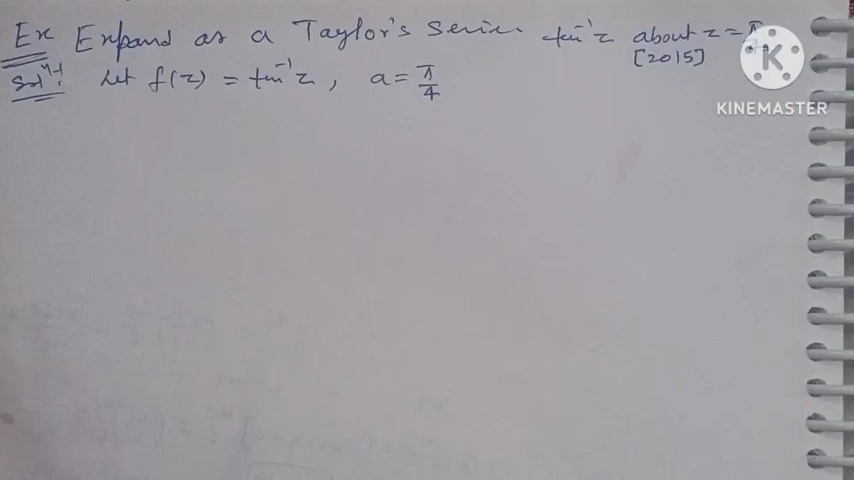 Ex Expand as a Taylor's Series tan⁻¹z about z = π/4
[2015]
Solⁿ:- Let f(z) = tan⁻¹z, a = π/4
KINEMASTER